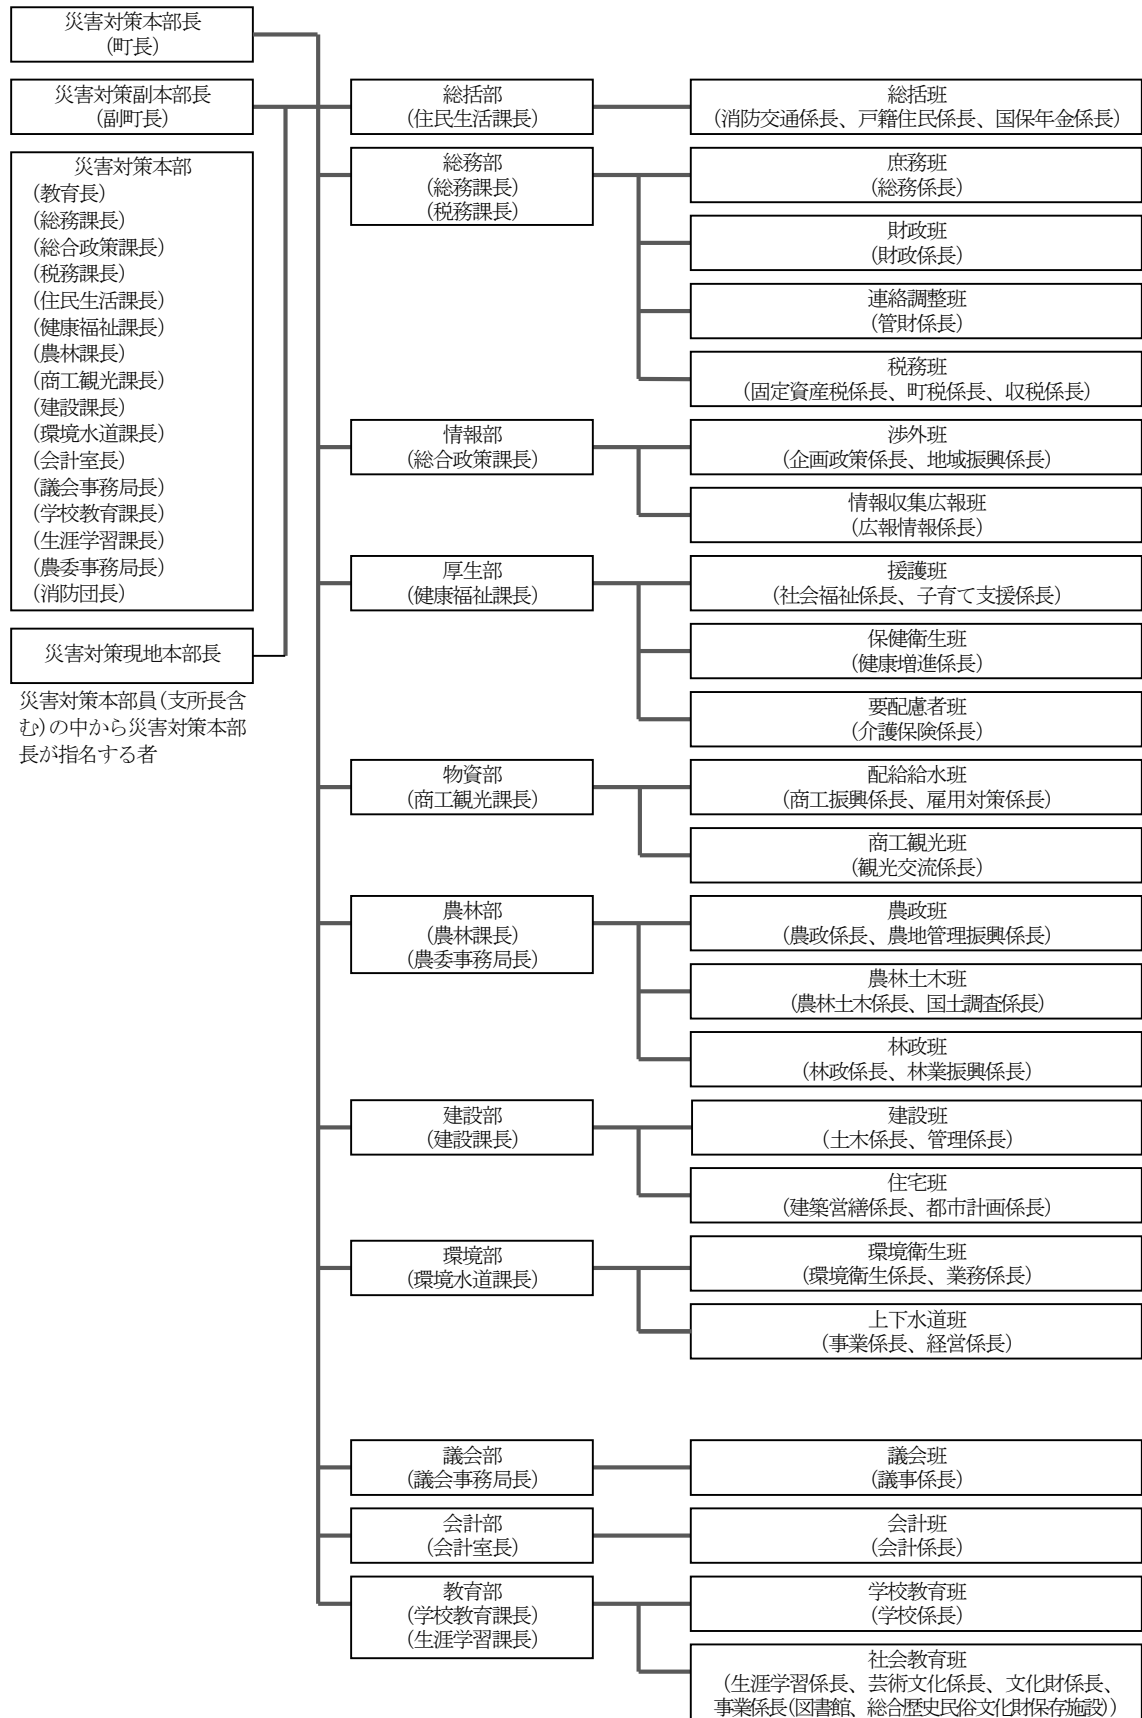 災害対策本部長
(町長)
災害対策副本部長
(副町長)
災害対策本部
(教育長)
(総務課長)
(総合政策課長)
(税務課長)
(住民生活課長)
(健康福祉課長)
(農林課長)
(商工観光課長)
(建設課長)
(環境水道課長)
(会計室長)
(議会事務局長)
(学校教育課長)
(生涯学習課長)
(農委事務局長)
(消防団長)
災害対策現地本部長
災害対策本部員(支所長含
む)の中から災害対策本部
長が指名する者
総括部
(住民生活課長)
総括班
(消防交通係長、戸籍住民係長、国保年金係長)
総務部
(総務課長)
(税務課長)
庶務班
(総務係長)
財政班
(財政係長)
連絡調整班
(管財係長)
税務班
(固定資産税係長、町税係長、収税係長)
情報部
(総合政策課長)
渉外班
(企画政策係長、地域振興係長)
情報収集広報班
(広報情報係長)
厚生部
(健康福祉課長)
援護班
(社会福祉係長、子育て支援係長)
保健衛生班
(健康増進係長)
要配慮者班
(介護保険係長)
物資部
(商工観光課長)
配給給水班
(商工振興係長、雇用対策係長)
商工観光班
(観光交流係長)
農林部
(農林課長)
(農委事務局長)
農政班
(農政係長、農地管理振興係長)
農林土木班
(農林土木係長、国土調査係長)
林政班
(林政係長、林業振興係長)
建設部
(建設課長)
建設班
(土木係長、管理係長)
住宅班
(建築営繕係長、都市計画係長)
環境部
(環境水道課長)
環境衛生班
(環境衛生係長、業務係長)
上下水道班
(事業係長、経営係長)
議会部
(議会事務局長)
議会班
(議事係長)
会計部
(会計室長)
会計班
(会計係長)
教育部
(学校教育課長)
(生涯学習課長)
学校教育班
(学校係長)
社会教育班
(生涯学習係長、芸術文化係長、文化財係長、
事業係長(図書館、総合歴史民俗文化財保存施設))